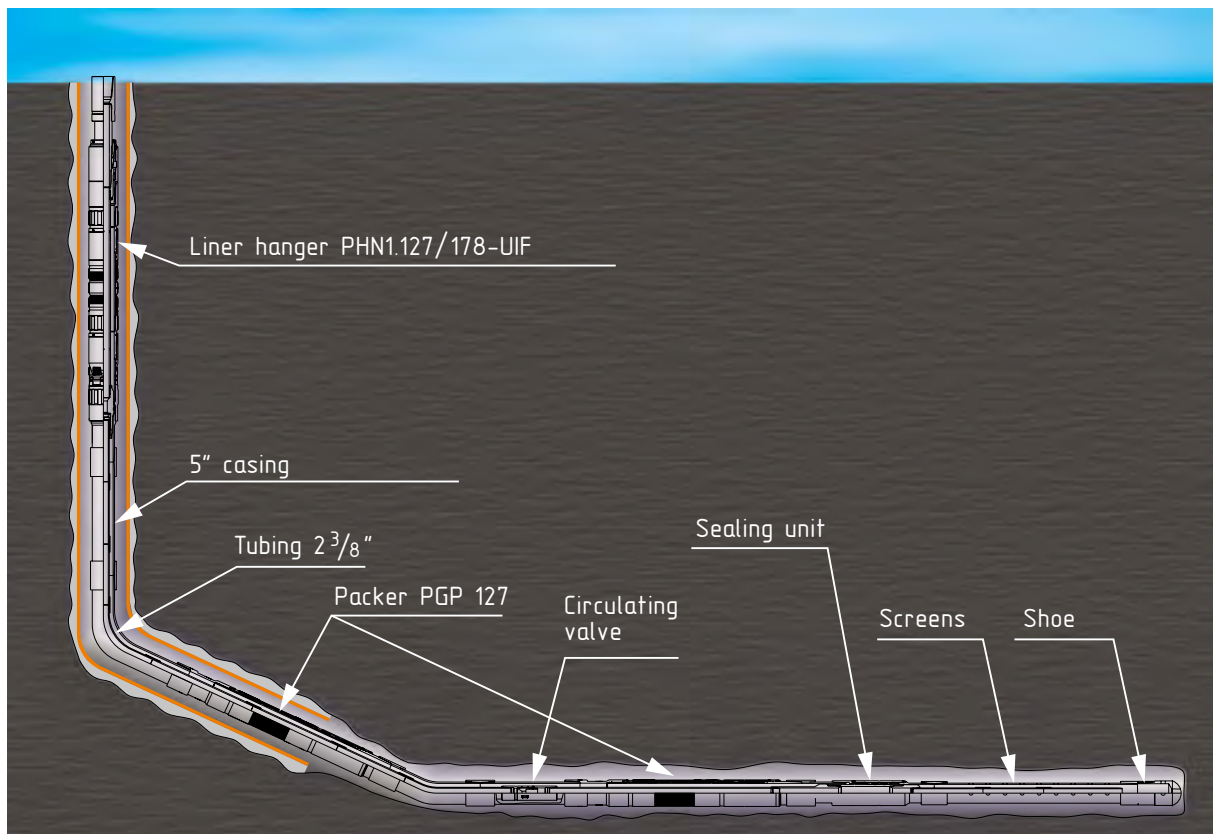 Liner hanger PHN1.127/178-UIF
5" casing
Tubing 2 3/8"
Packer PGP 127
Circulating
valve
Sealing unit
Screens
Shoe